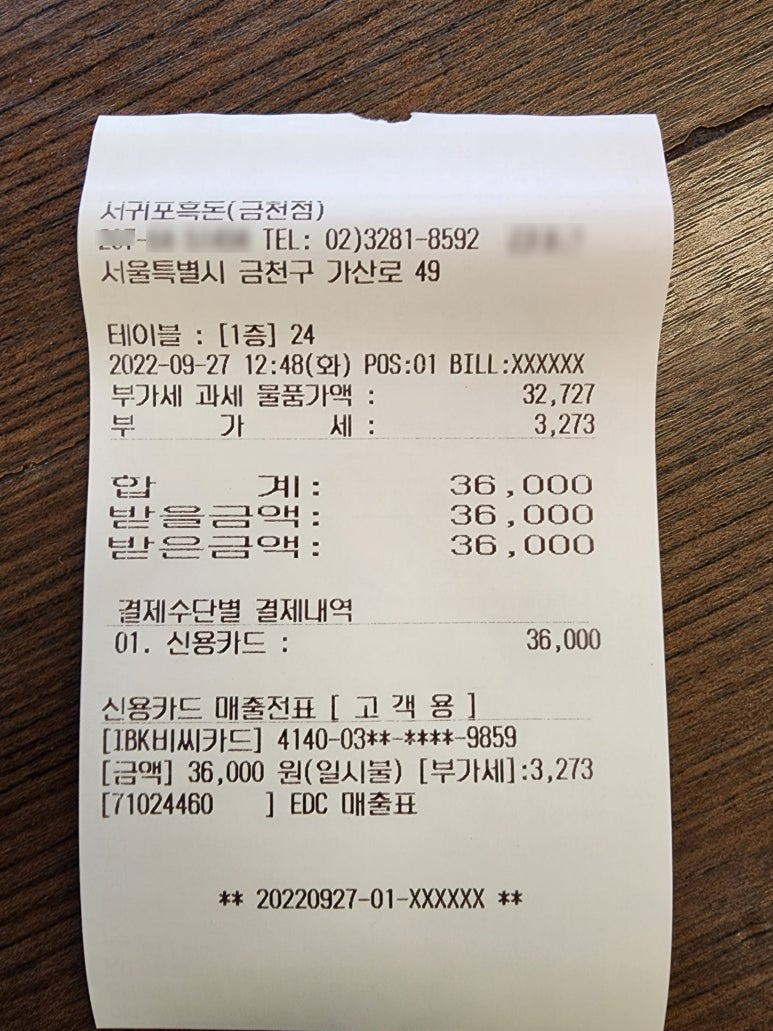 서귀포흑돈(금천점)
TEL: 02)3281-8592
서울특별시 금천구 가산로 49
테이블 : [1층] 24
2022-09-27 12:48(화) POS:01 BILL:XXXXXX
부가세 과세 물품가액 : 32,727
부 가 세 : 3,273
합 계: 36,000
받을금액: 36,000
받은금액: 36,000
결제수단별 결제내역
01. 신용카드 : 36,000
신용카드 매출전표 [ 고 객 용 ]
[IBK비씨카드] 4140-03**-****-9859
[금액] 36,000 원(일시불) [부가세]:3,273
[71024460 ] EDC 매출표
** 20220927-01-XXXXXX **